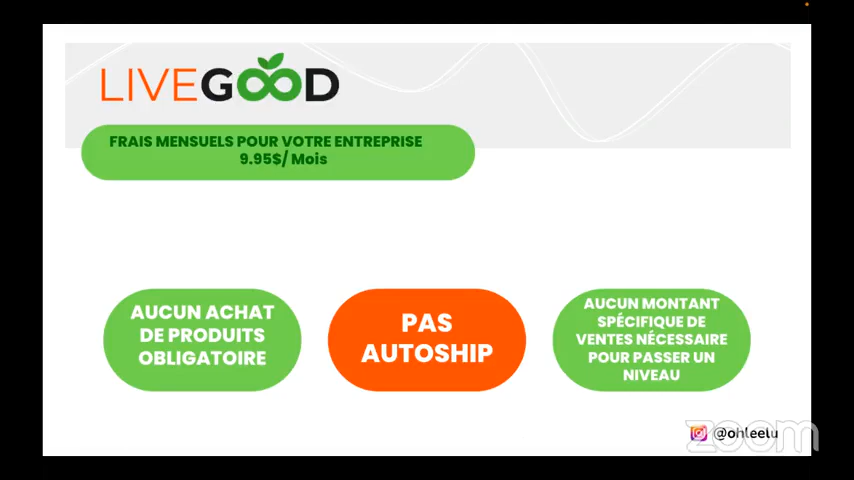 LIVEGOOD
FRAIS MENSUELS POUR VOTRE ENTREPRISE
9.95$/ Mois
AUCUN ACHAT
DE PRODUITS
OBLIGATOIRE
PAS
AUTOSHIP
AUCUN MONTANT
SPÉCIFIQUE DE
VENTES NÉCESSAIRE
POUR PASSER UN
NIVEAU
@ohleelu
zoom